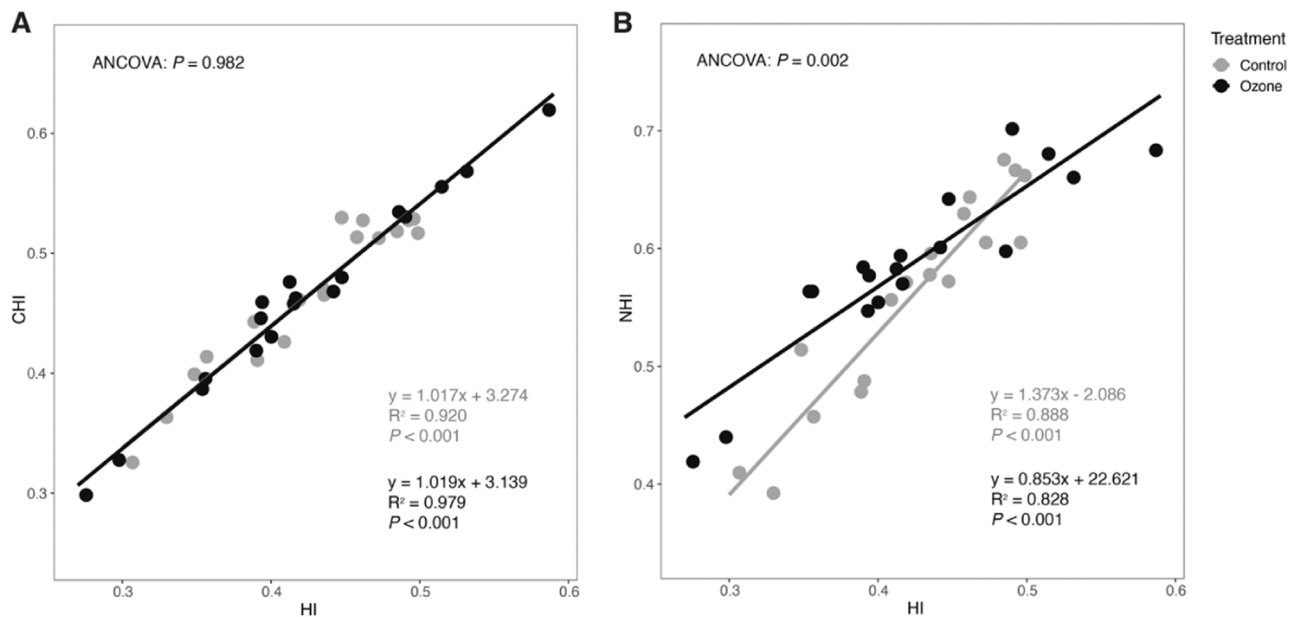 A
ANCOVA: P = 0.982
CHI
0.6
0.5
0.4
0.3
y = 1.017x + 3.274
R² = 0.920
P < 0.001
y = 1.019x + 3.139
R² = 0.979
P < 0.001
0.3 0.4 0.5 0.6
HI
B
ANCOVA: P = 0.002
NHI
0.7
0.6
0.5
0.4
y = 1.373x - 2.086
R² = 0.888
P < 0.001
y = 0.853x + 22.621
R² = 0.828
P < 0.001
0.3 0.4 0.5 0.6
HI
Treatment
Control
Ozone